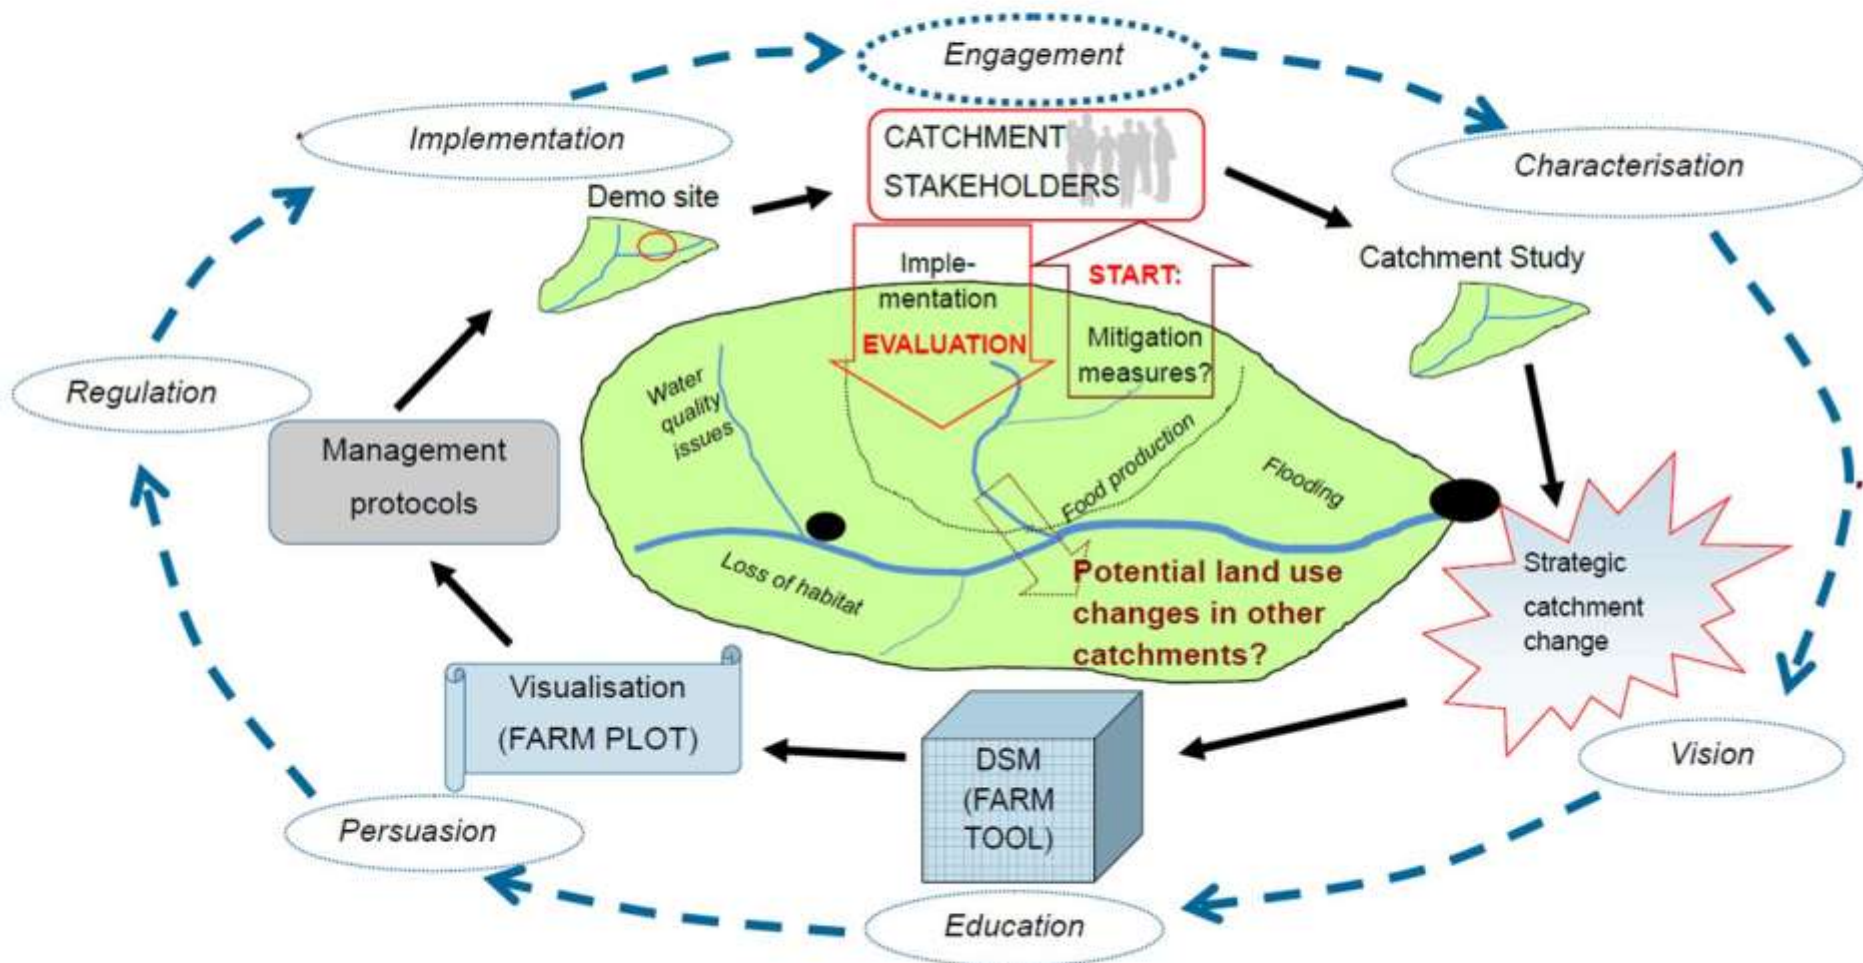 Engagement
Implementation
Characterisation
CATCHMENT
STAKEHOLDERS
Demo site
Catchment Study
Imple-
mentation
EVALUATION
START:
Mitigation
measures?
Regulation
Management
protocols
Water
quality
issues
Food production
Flooding
Loss of habitat
Potential land use
changes in other
catchments?
Strategic
catchment
change
Visualisation
(FARM PLOT)
DSM
(FARM
TOOL)
Vision
Persuasion
Education